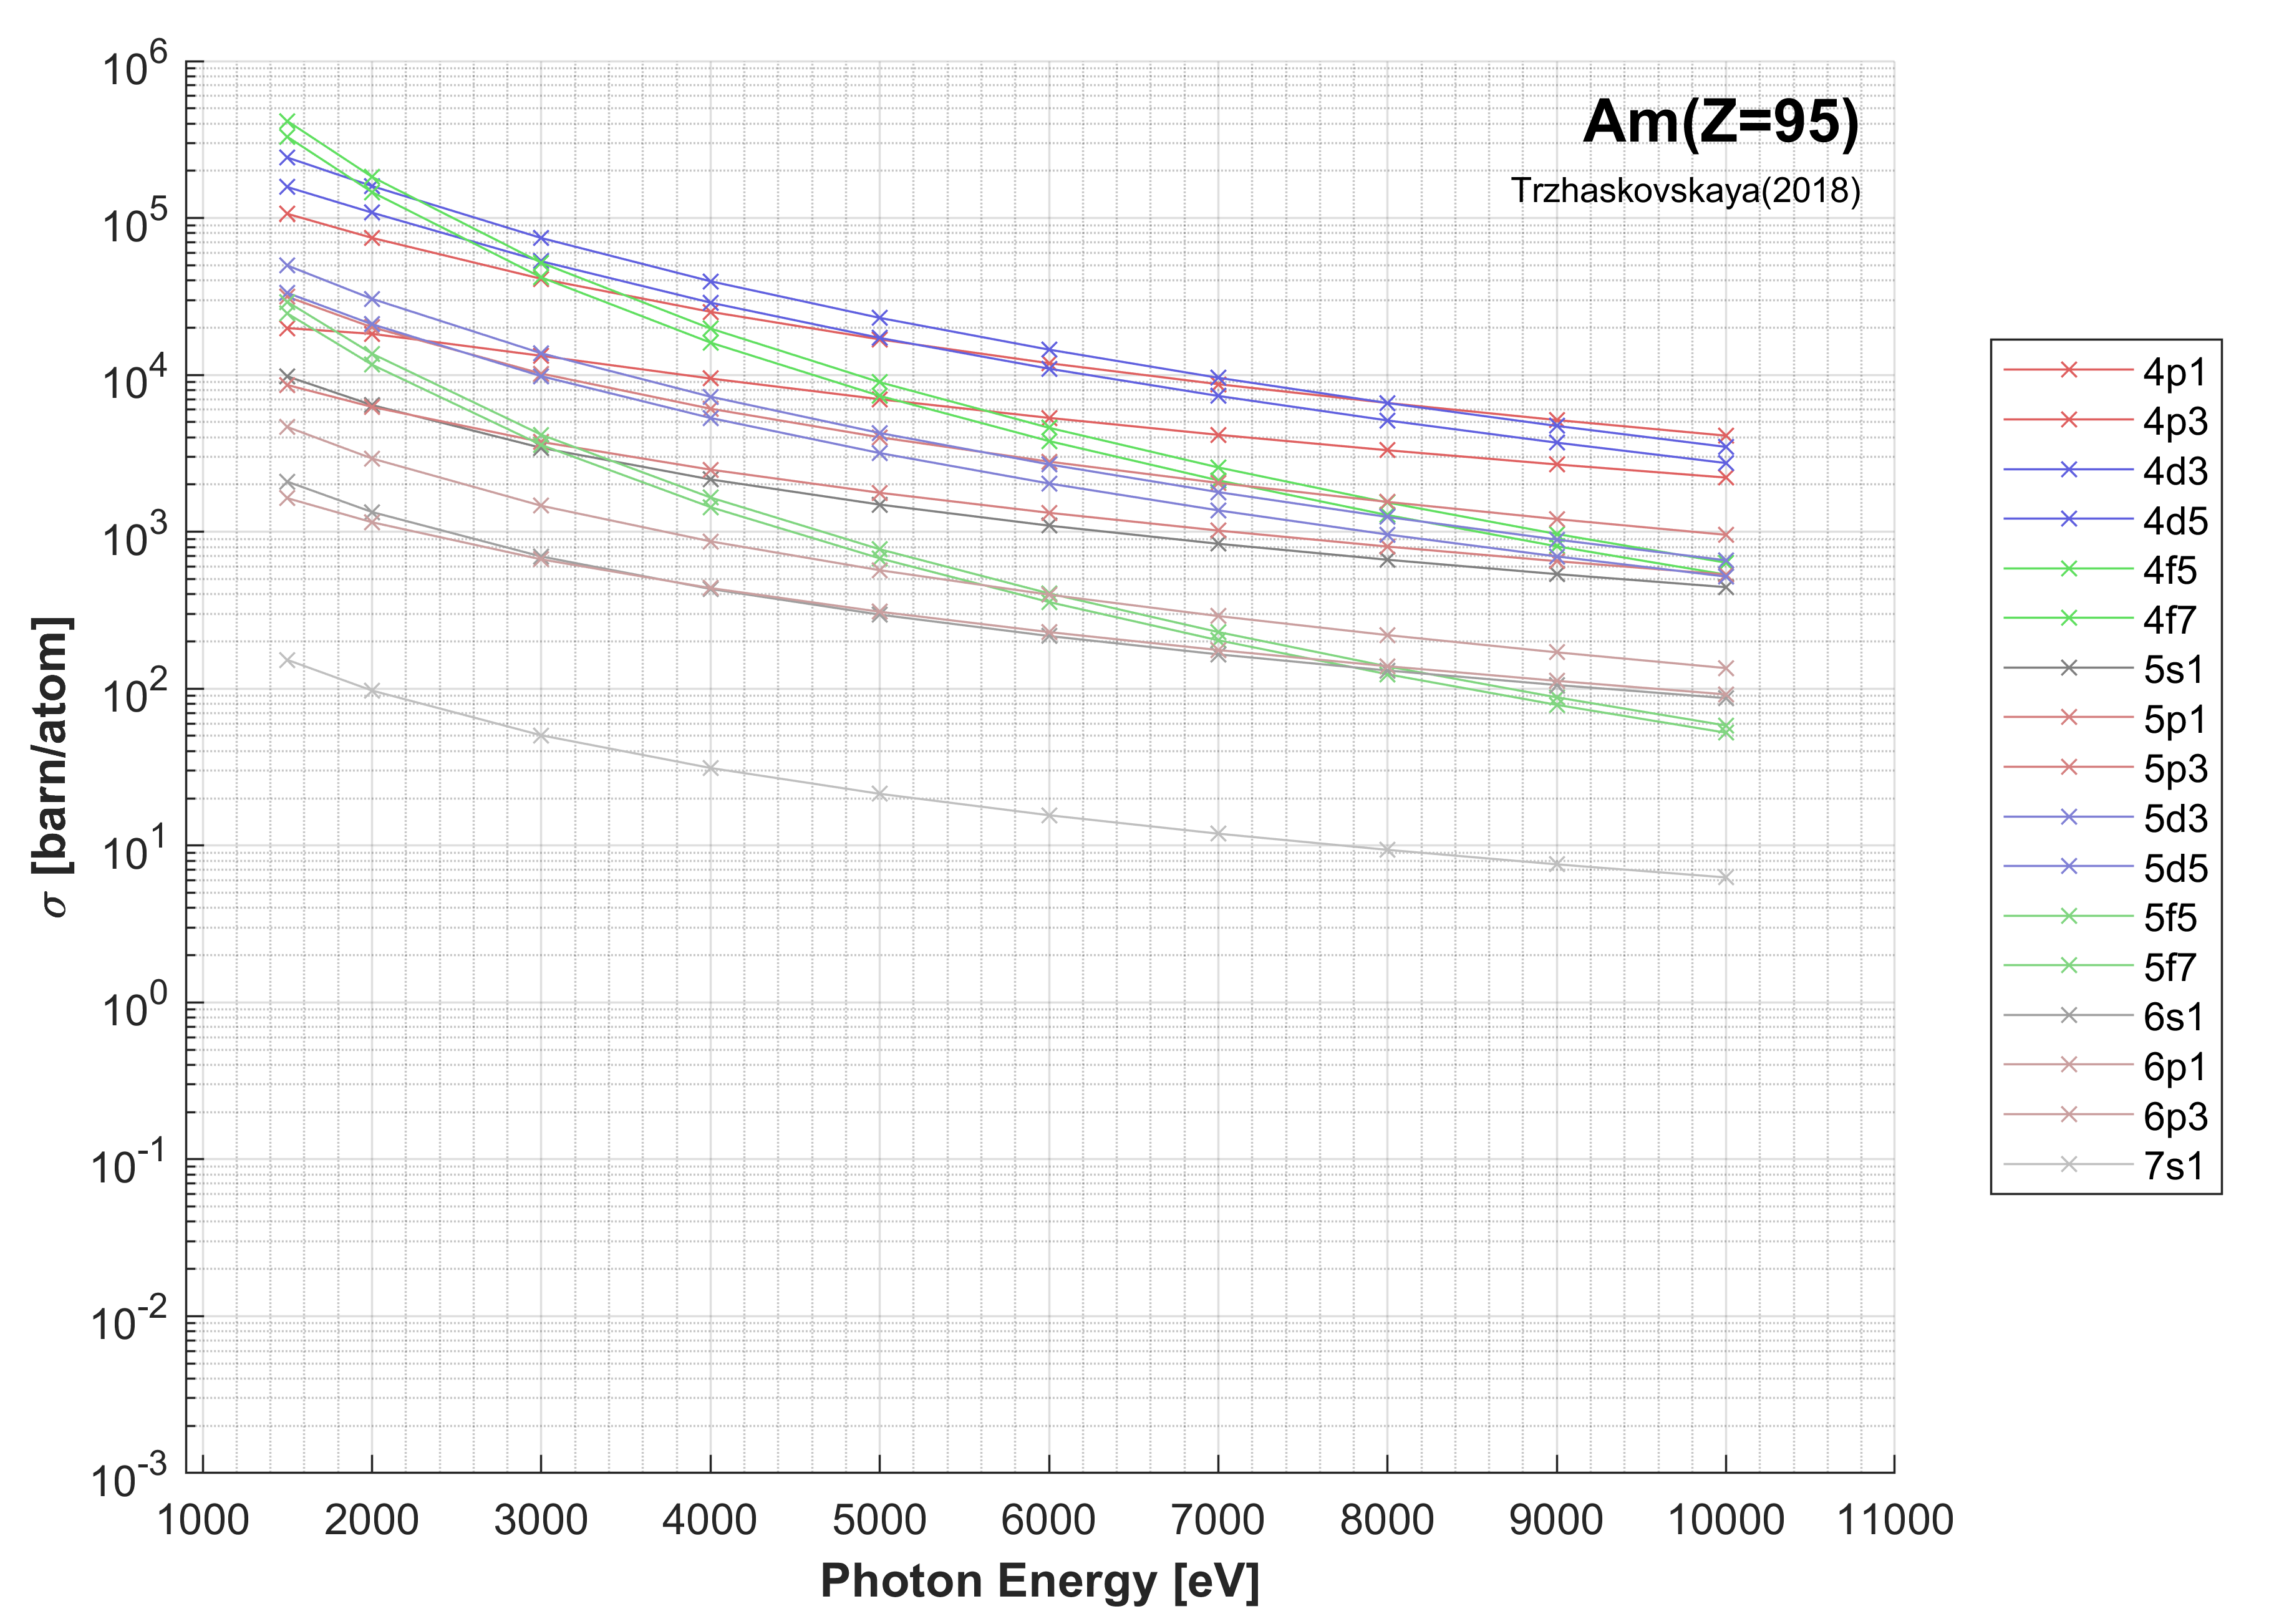 Am(Z=95)
Trzhaskovskaya(2018)
10^6
10^5
10^4
10^3
10^2
10^1
10^0
10^-1
10^-2
10^-3
σ [barn/atom]
1000 2000 3000 4000 5000 6000 7000 8000 9000 10000 11000
Photon Energy [eV]
4p1
4p3
4d3
4d5
4f5
4f7
5s1
5p1
5p3
5d3
5d5
5f5
5f7
6s1
6p1
6p3
7s1